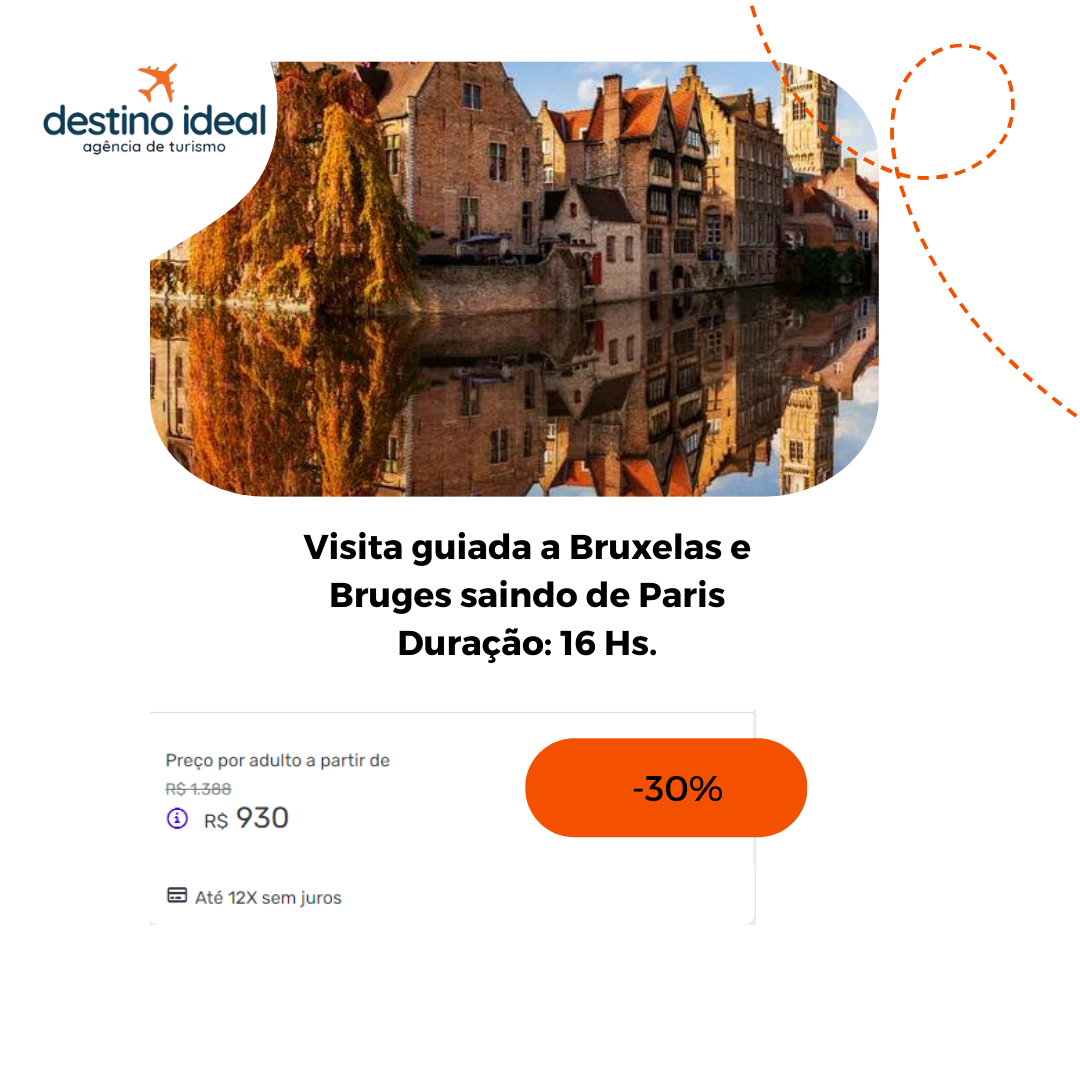 destino ideal
agência de turismo
Visita guiada a Bruxelas e
Bruges saindo de Paris
Duração: 16 Hs.
Preço por adulto a partir de
R$ 1.388
R$ 930
-30%
Até 12X sem juros